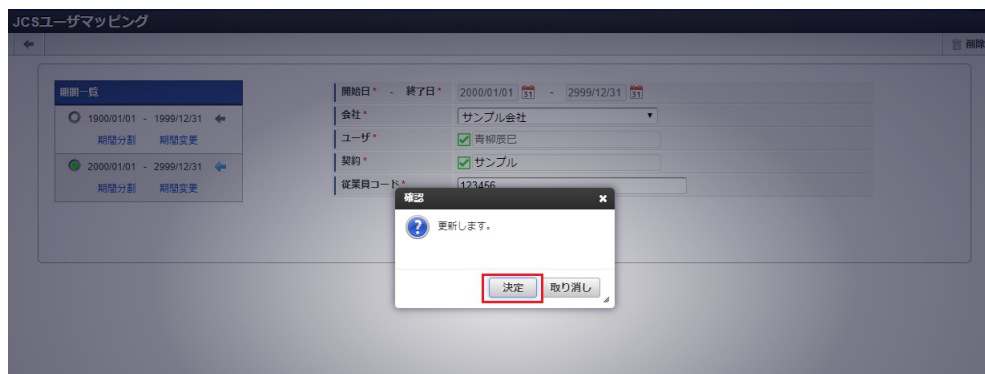 JCSユーザマッピング
削除
期間一覧
1900/01/01 - 1999/12/31
期間分割 期間変更
2000/01/01 - 2999/12/31
期間分割 期間変更
開始日* - 終了日* 2000/01/01 31 - 2999/12/31 31
会社* サンプル会社
ユーザ* 青柳辰巳
契約* サンプル
従業員コード* 123456
確認
更新します。
決定 取り消し